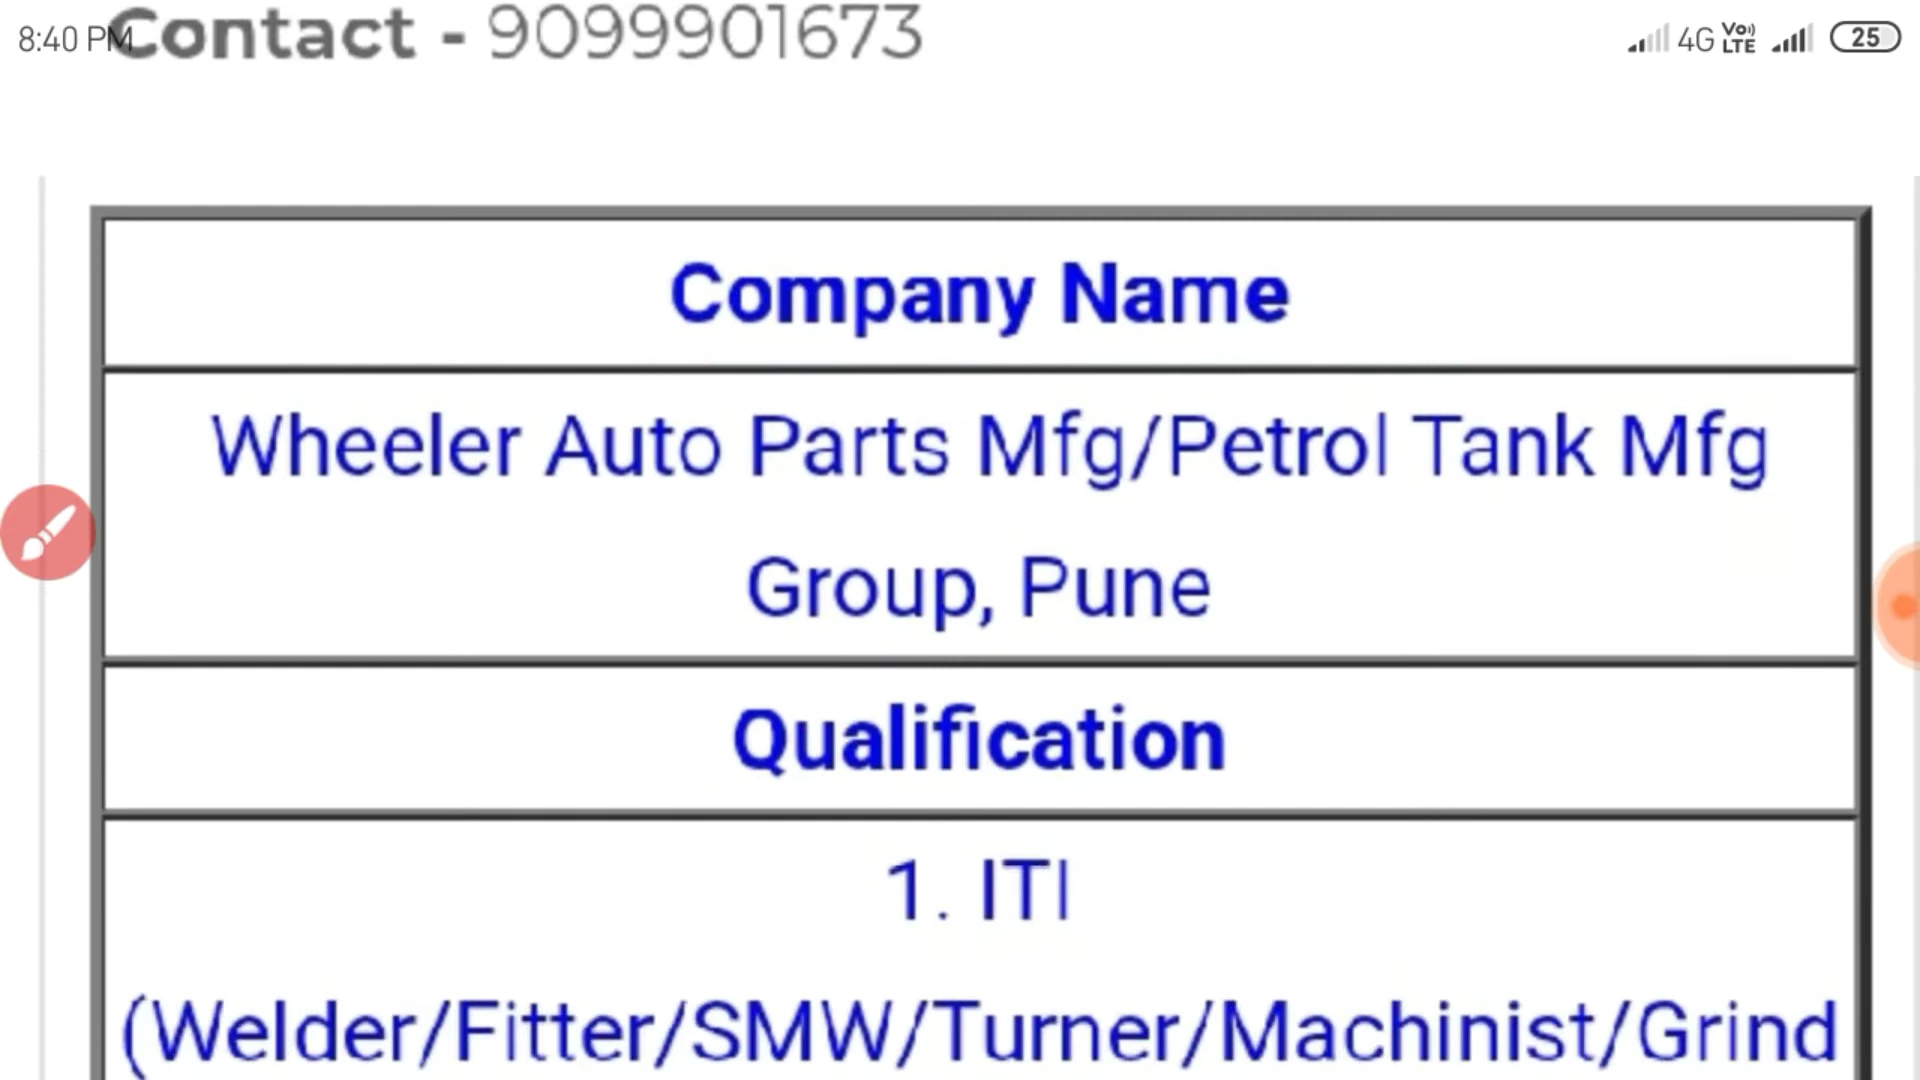 8:40 PM
Contact - 9099901673
4G VoLTE 25
Company Name
Wheeler Auto Parts Mfg/Petrol Tank Mfg
Group, Pune
Qualification
1. ITI
(Welder/Fitter/SMW/Turner/Machinist/Grind